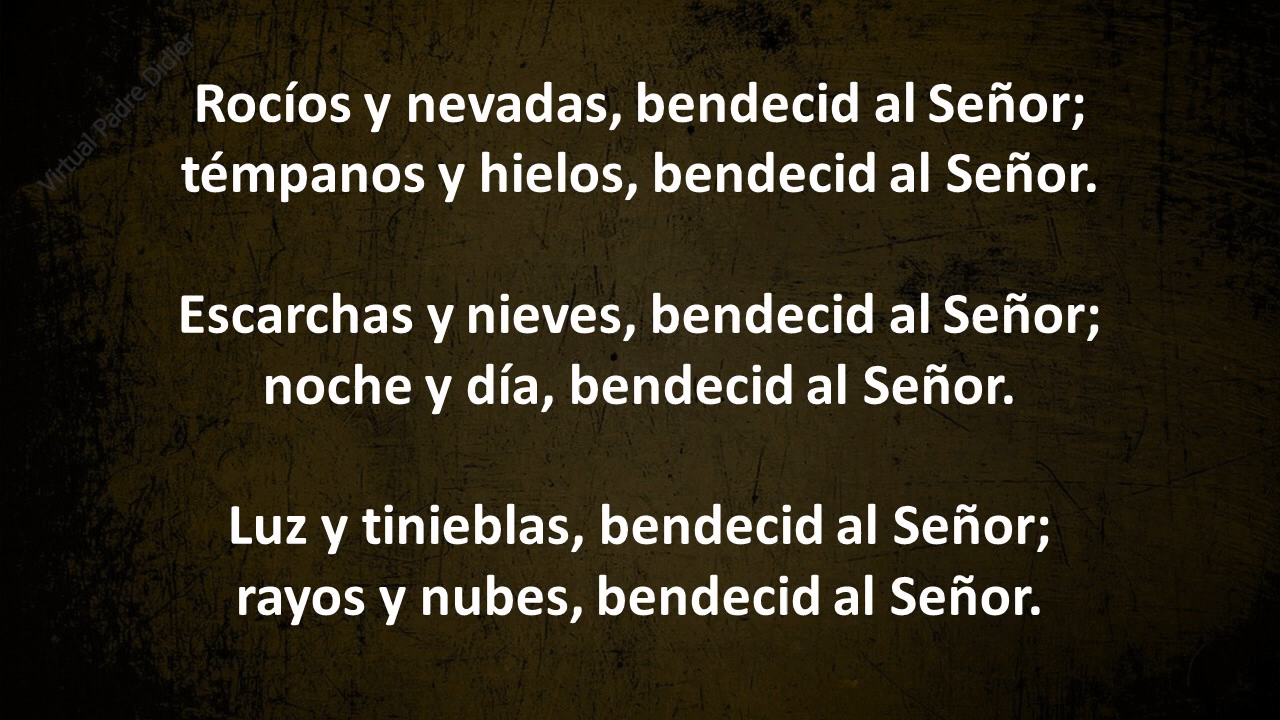 Virtual Padre Didier
Rocíos y nevadas, bendecid al Señor;
témpanos y hielos, bendecid al Señor.
Escarchas y nieves, bendecid al Señor;
noche y día, bendecid al Señor.
Luz y tinieblas, bendecid al Señor;
rayos y nubes, bendecid al Señor.